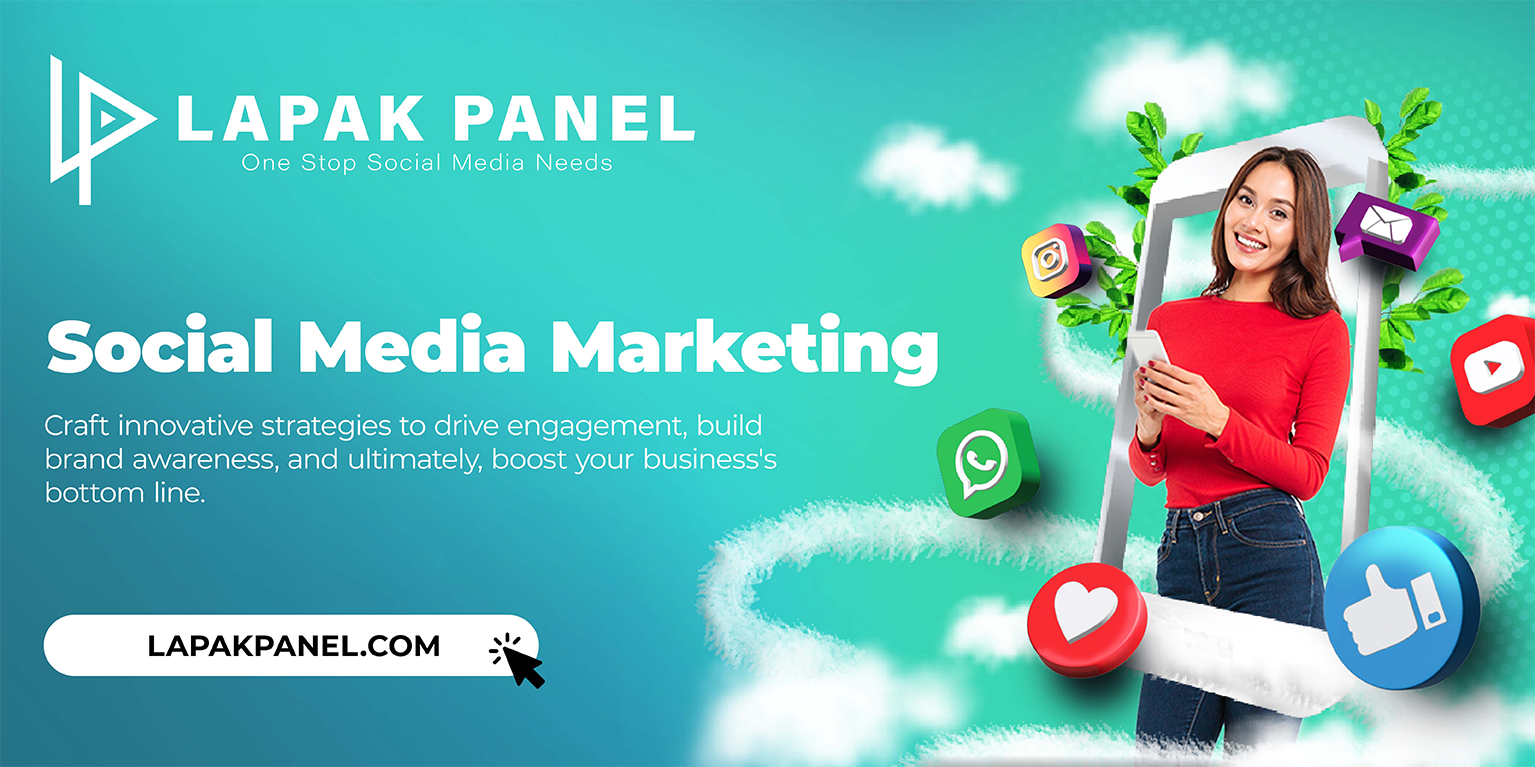 LAPAK PANEL
One Stop Social Media Needs
Social Media Marketing
Craft innovative strategies to drive engagement, build
brand awareness, and ultimately, boost your business's
bottom line.
LAPAKPANEL.COM